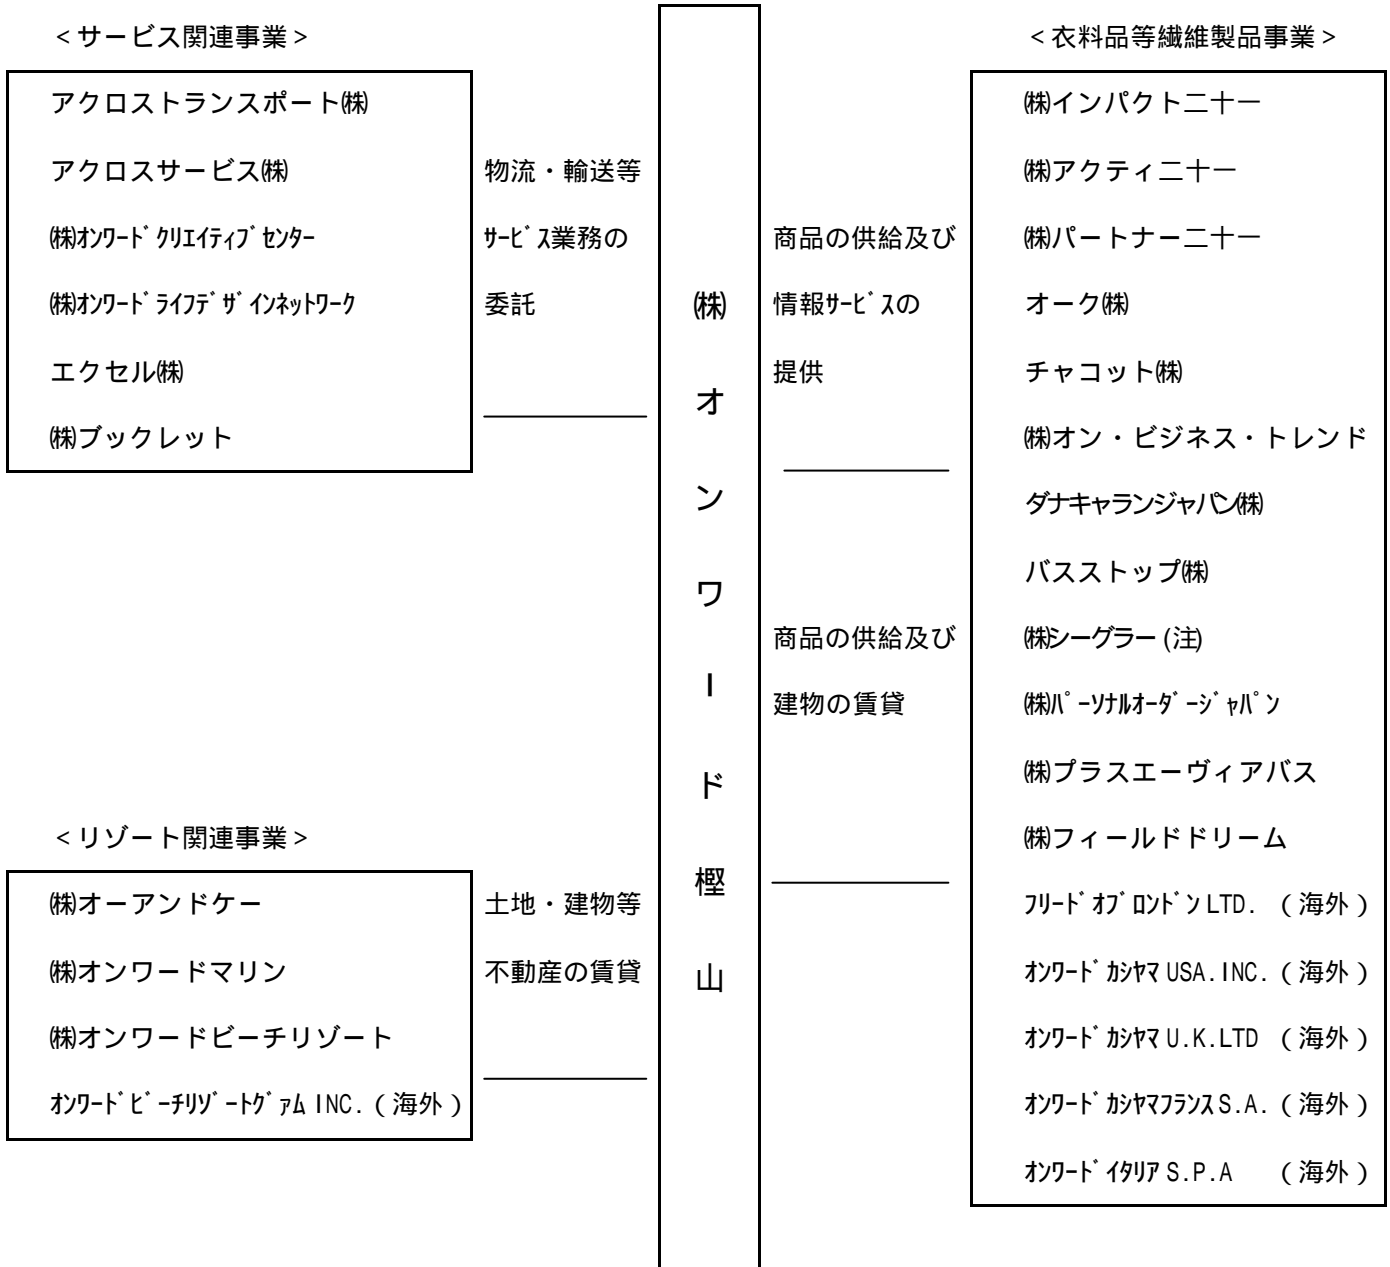 <サービス関連事業>
アクロストランスポート㈱
アクロスサービス㈱
㈱オンワードクリエイティブセンター
㈱オンワードライフデザインネットワーク
エクセル㈱
㈱ブックレット
物流・輸送等
サービス業務の
委託
<リゾート関連事業>
㈱オーアンドケー
㈱オンワードマリン
㈱オンワードビーチリゾート
オンワードビーチリゾートグァムINC.(海外)
土地・建物等
不動産の賃貸
㈱オンワード樫山
商品の供給及び
情報サービスの
提供
商品の供給及び
建物の賃貸
<衣料品等繊維製品事業>
㈱インパクト二十一
㈱アクティ二十一
㈱パートナー二十一
オーク㈱
チャコット㈱
㈱オン・ビジネス・トレンド
ダナキャランジャパン㈱
バスストップ㈱
㈱シーグラー(注)
㈱パーソナルオーダージャパン
㈱プラスエーヴィアバス
㈱フィールドドリーム
フリードオブロンドンLTD.(海外)
オンワードカシヤマUSA.INC.(海外)
オンワードカシヤマU.K.LTD(海外)
オンワードカシヤマフランスS.A.(海外)
オンワードイタリアS.P.A(海外)